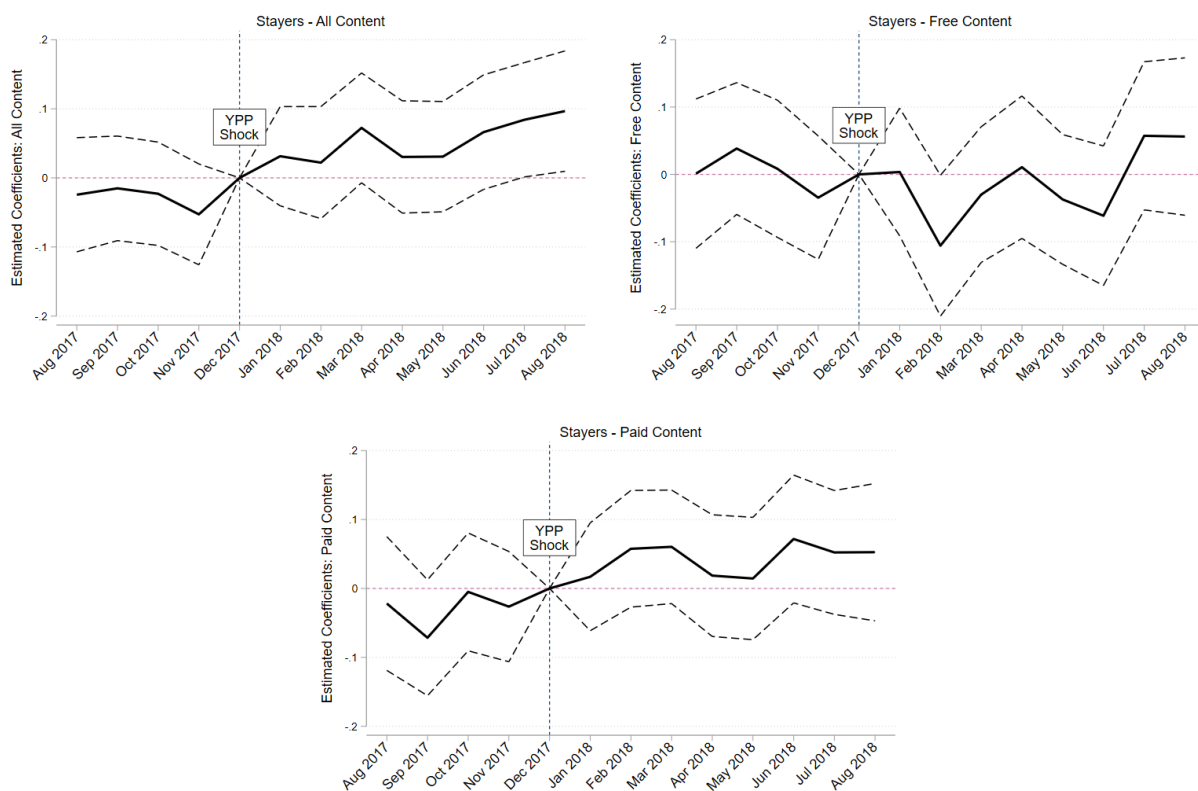 Stayers - All Content
Estimated Coefficients: All Content
.2
.1
0
-.1
-.2
YPP
Shock
Aug 2017
Sep 2017
Oct 2017
Nov 2017
Dec 2017
Jan 2018
Feb 2018
Mar 2018
Apr 2018
May 2018
Jun 2018
Jul 2018
Aug 2018
Stayers - Free Content
Estimated Coefficients: Free Content
.2
.1
0
-.1
-.2
YPP
Shock
Aug 2017
Sep 2017
Oct 2017
Nov 2017
Dec 2017
Jan 2018
Feb 2018
Mar 2018
Apr 2018
May 2018
Jun 2018
Jul 2018
Aug 2018
Stayers - Paid Content
Estimated Coefficients: Paid Content
.2
.1
0
-.1
-.2
YPP
Shock
Aug 2017
Sep 2017
Oct 2017
Nov 2017
Dec 2017
Jan 2018
Feb 2018
Mar 2018
Apr 2018
May 2018
Jun 2018
Jul 2018
Aug 2018